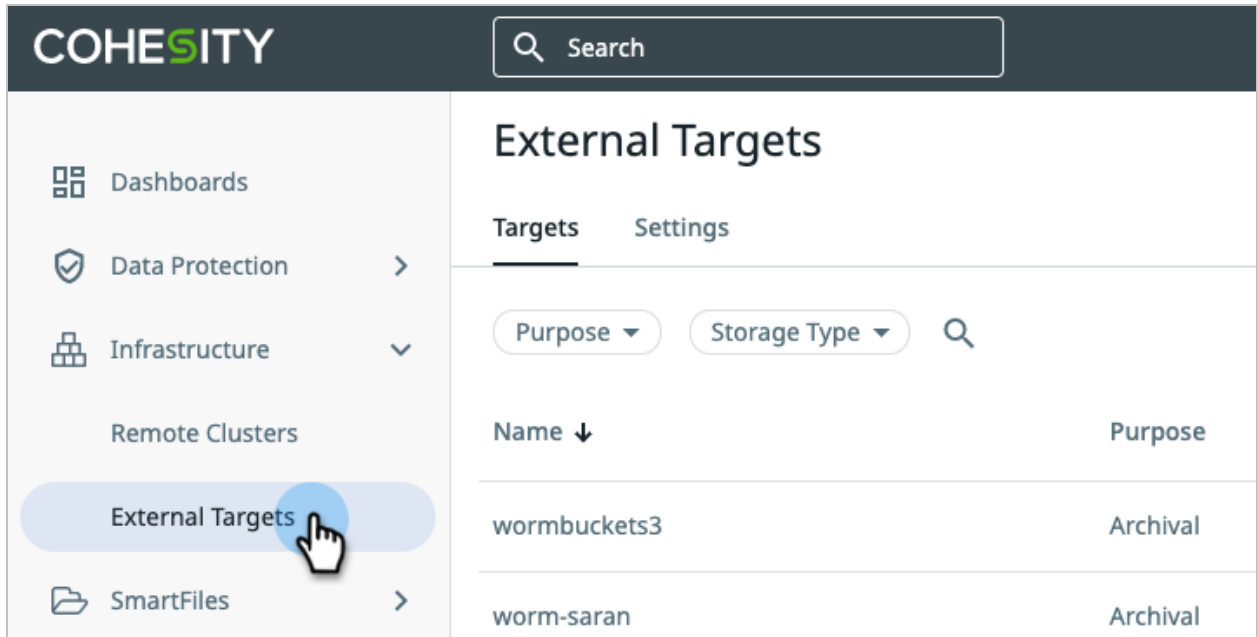 COHESITY
Search
Dashboards
Data Protection
Infrastructure
Remote Clusters
External Targets
SmartFiles
External Targets
Targets Settings
Purpose Storage Type
Name Purpose
wormbuckets3 Archival
worm-saran Archival